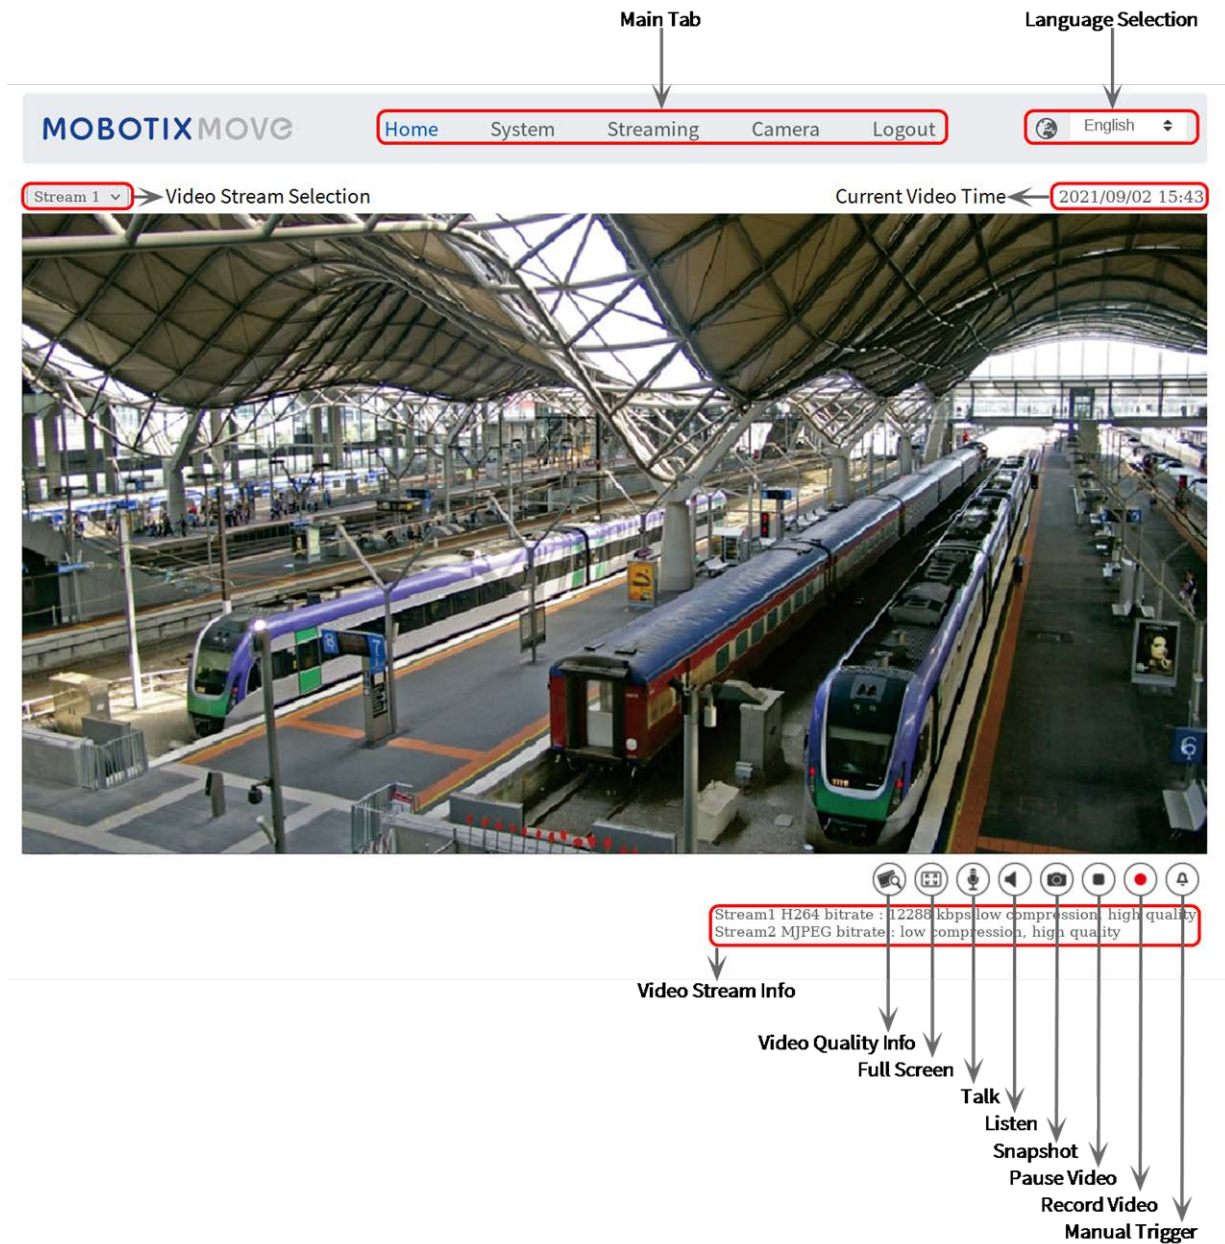 Main Tab
Language Selection
MOBOTIX MOVE
Home System Streaming Camera Logout
English
Stream 1
Video Stream Selection
Current Video Time
2021/09/02 15:43
8
7
6
Stream1 H264 bitrate : 12288 kbps low compression, high quality
Stream2 MJPEG bitrate : low compression, high quality
Video Stream Info
Video Quality Info
Full Screen
Talk
Listen
Snapshot
Pause Video
Record Video
Manual Trigger